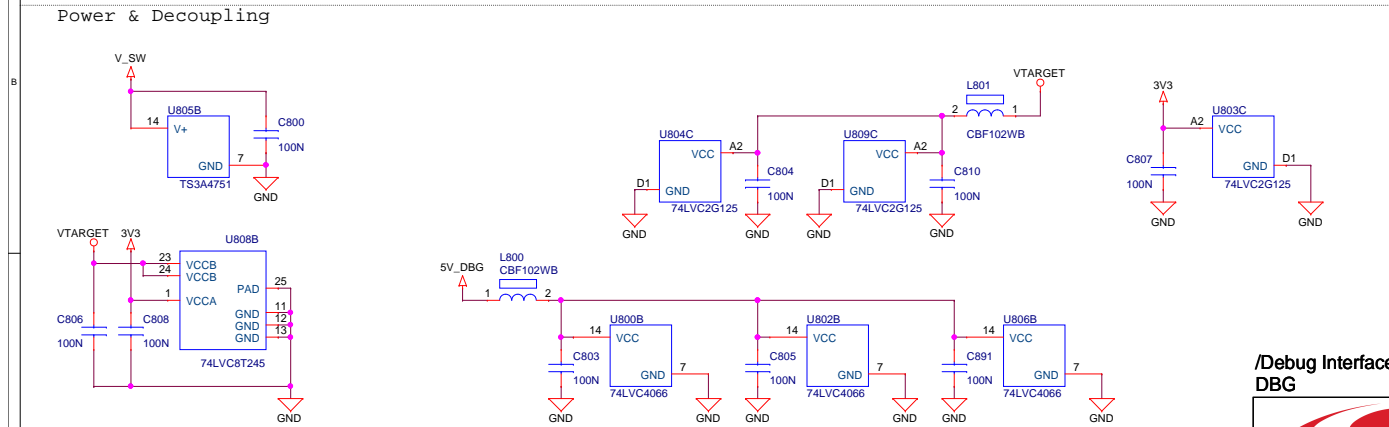 Power & Decoupling
B
V_SW
U805B
14
V+
GND
7
TS3A4751
C800
100N
GND
VTARGET
L801
2
1
CBF102WB
U804C
VCC
A2
D1
GND
74LVC2G125
C804
100N
GND
GND
U809C
VCC
A2
D1
GND
74LVC2G125
C810
100N
GND
GND
3V3
U803C
A2
VCC
GND
D1
74LVC2G125
C807
100N
GND
GND
VTARGET
3V3
U808B
23
VCCB
24
VCCB
PAD
25
1
VCCA
GND
11
GND
12
GND
13
74LVC8T245
C806
100N
C808
100N
GND
5V_DBG
L800
CBF102WB
1
2
U800B
14
VCC
GND
7
74LVC4066
C803
100N
GND
GND
U802B
14
VCC
GND
7
74LVC4066
C805
100N
GND
GND
U806B
14
VCC
GND
7
74LVC4066
C891
100N
GND
GND
/Debug Interface
DBG